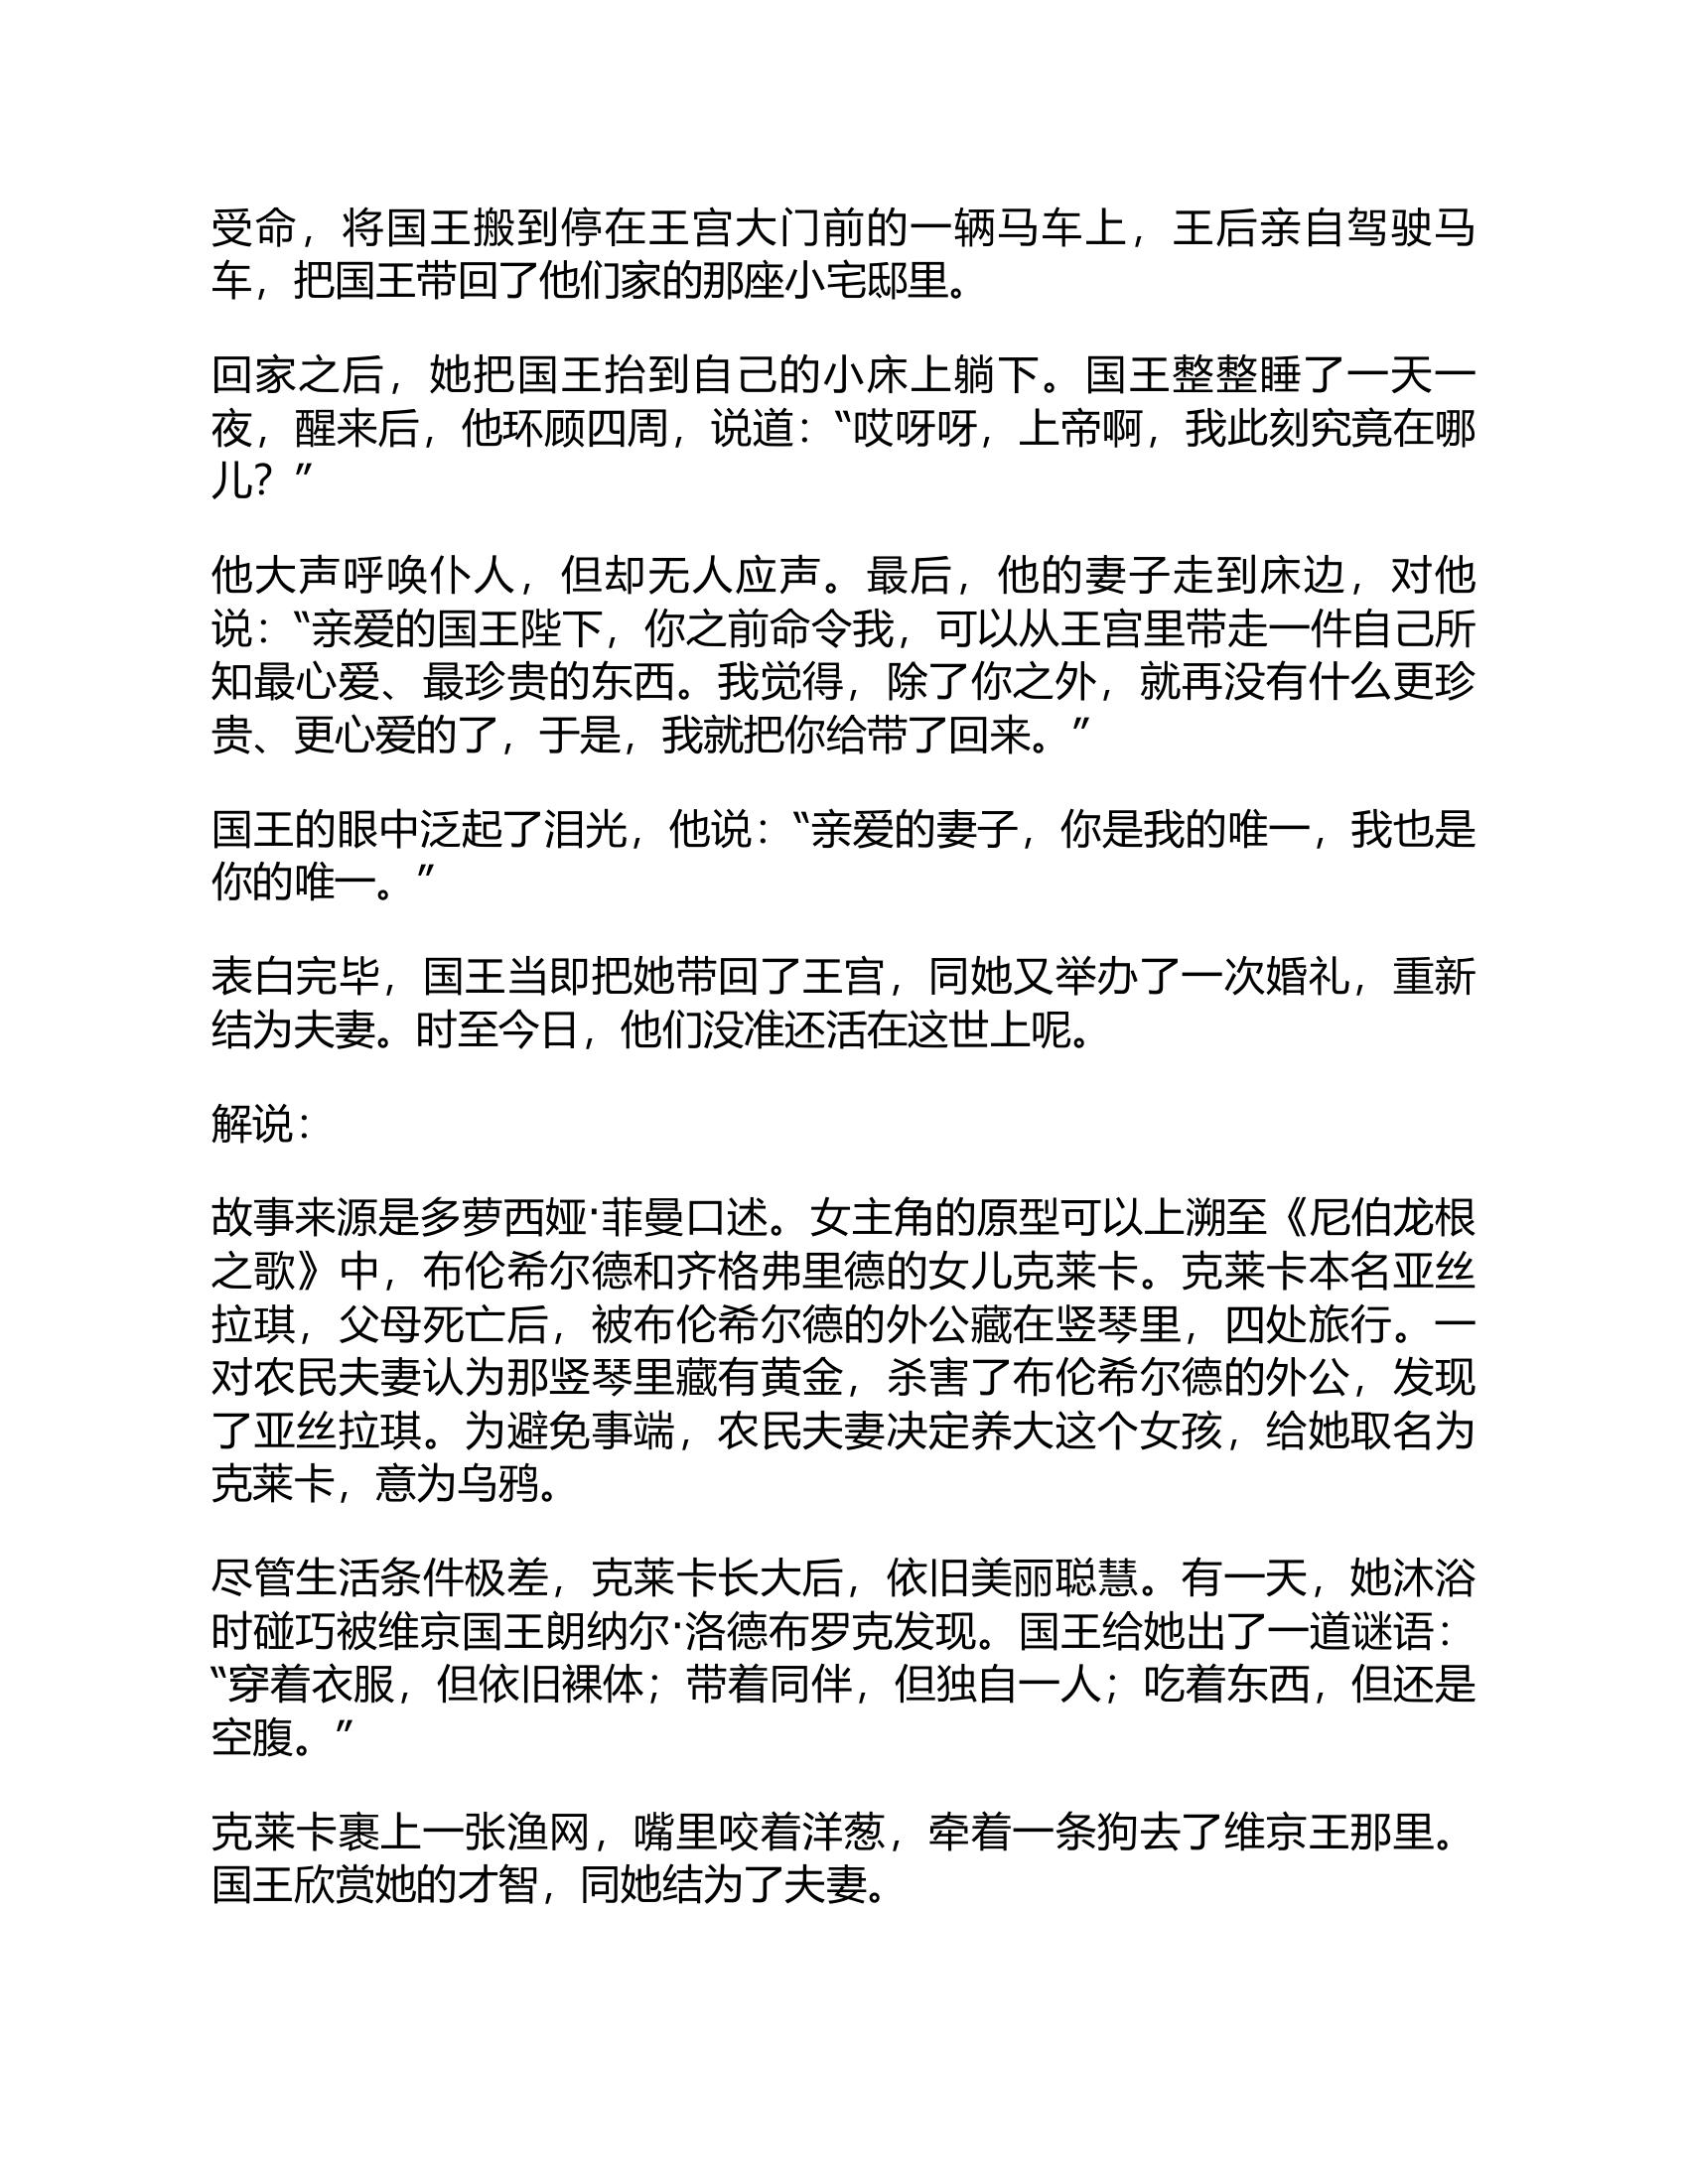 受命，将国王搬到停在王宫大门前的一辆马车上，王后亲自驾驶马
车，把国王带回了他们家的那座小宅邸里。
回家之后，她把国王抬到自己的小床上躺下。国王整整睡了一天一
夜，醒来后，他环顾四周，说道：“哎呀呀，上帝啊，我此刻究竟在哪
儿？”
他大声呼唤仆人，但却无人应声。最后，他的妻子走到床边，对他
说：“亲爱的国王陛下，你之前命令我，可以从王宫里带走一件自己所
知最心爱、最珍贵的东西。我觉得，除了你之外，就再没有什么更珍
贵、更心爱的了，于是，我就把你给带了回来。”
国王的眼中泛起了泪光，他说：“亲爱的妻子，你是我的唯一，我也是
你的唯一。”
表白完毕，国王当即把她带回了王宫，同她又举办了一次婚礼，重新
结为夫妻。时至今日，他们没准还活在这世上呢。
解说：
故事来源是多萝西娅·菲曼口述。女主角的原型可以上溯至《尼伯龙根
之歌》中，布伦希尔德和齐格弗里德的女儿克莱卡。克莱卡本名亚丝
拉琪，父母死亡后，被布伦希尔德的外公藏在竖琴里，四处旅行。一
对农民夫妻认为那竖琴里藏有黄金，杀害了布伦希尔德的外公，发现
了亚丝拉琪。为避免事端，农民夫妻决定养大这个女孩，给她取名为
克莱卡，意为乌鸦。
尽管生活条件极差，克莱卡长大后，依旧美丽聪慧。有一天，她沐浴
时碰巧被维京国王朗纳尔·洛德布罗克发现。国王给她出了一道谜语：
“穿着衣服，但依旧裸体；带着同伴，但独自一人；吃着东西，但还是
空腹。”
克莱卡裹上一张渔网，嘴里咬着洋葱，牵着一条狗去了维京王那里。
国王欣赏她的才智，同她结为了夫妻。